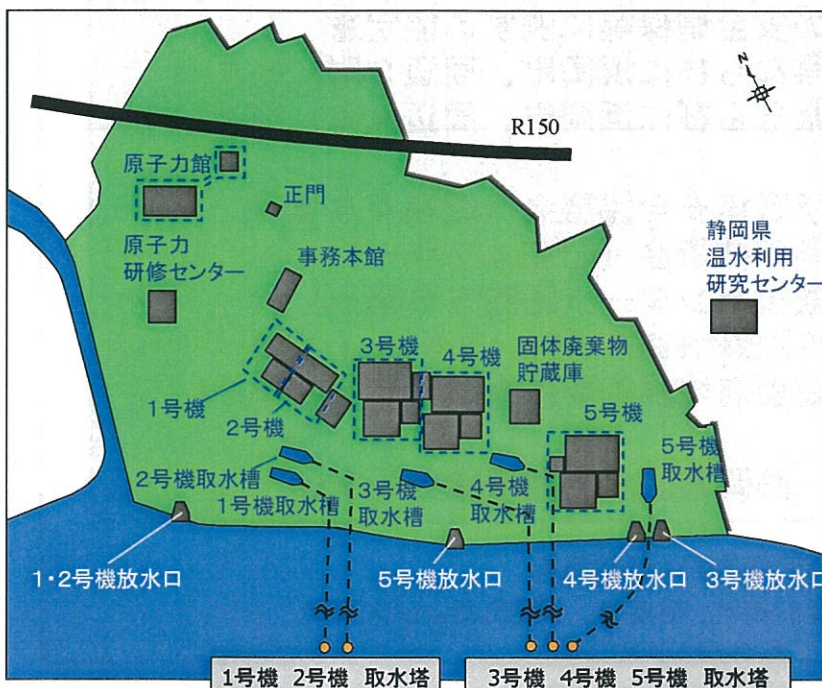 N
R150
原子力館
正門
原子力
研修センター
事務本館
静岡県
温水利用
研究センター
3号機
4号機
固体廃棄物
貯蔵庫
1号機
2号機
5号機
5号機
取水槽
2号機取水槽
1号機取水槽
3号機
取水槽
4号機
取水槽
1・2号機放水口
5号機放水口
4号機放水口
3号機放水口
1号機 2号機 取水塔
3号機 4号機 5号機 取水塔